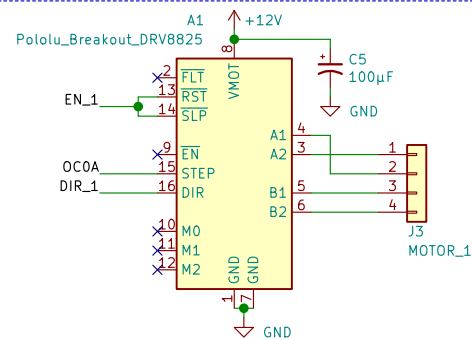 A1
+12V
Pololu_Breakout_DRV8825
8
VMOT
C5
100µF
GND
2 FLT
13 RST
14 SLP
EN_1
9 EN
OC0A
15 STEP
DIR_1
16 DIR
10 M0
11 M1
12 M2
A1 4
A2 3
B1 5
B2 6
1
2
3
4
J3
MOTOR_1
GND GND
1 7
GND